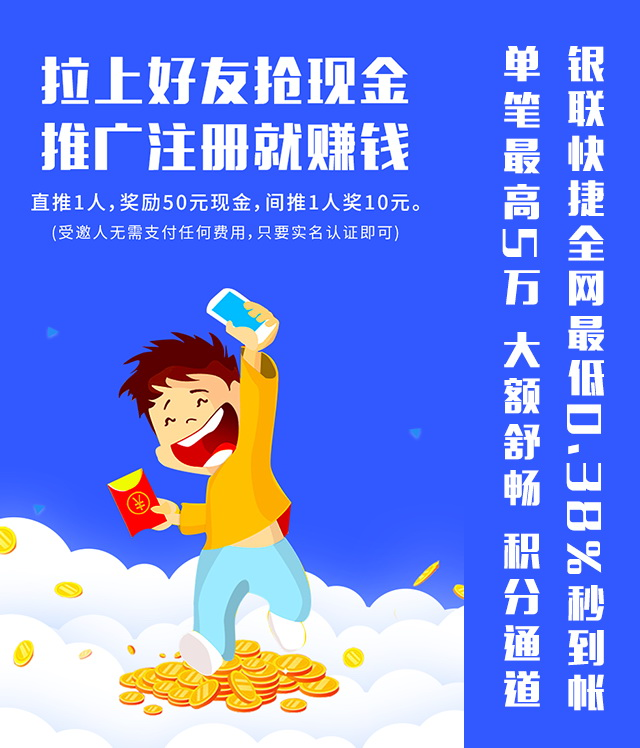 拉上好友抢现金
推广注册就赚钱
直推1人，奖励50元现金，间推1人奖10元。
(受邀人无需支付任何费用，只要实名认证即可)
¥
银联快捷全网最低0.38%秒到帐
单笔最高5万 大额舒畅 积分通道